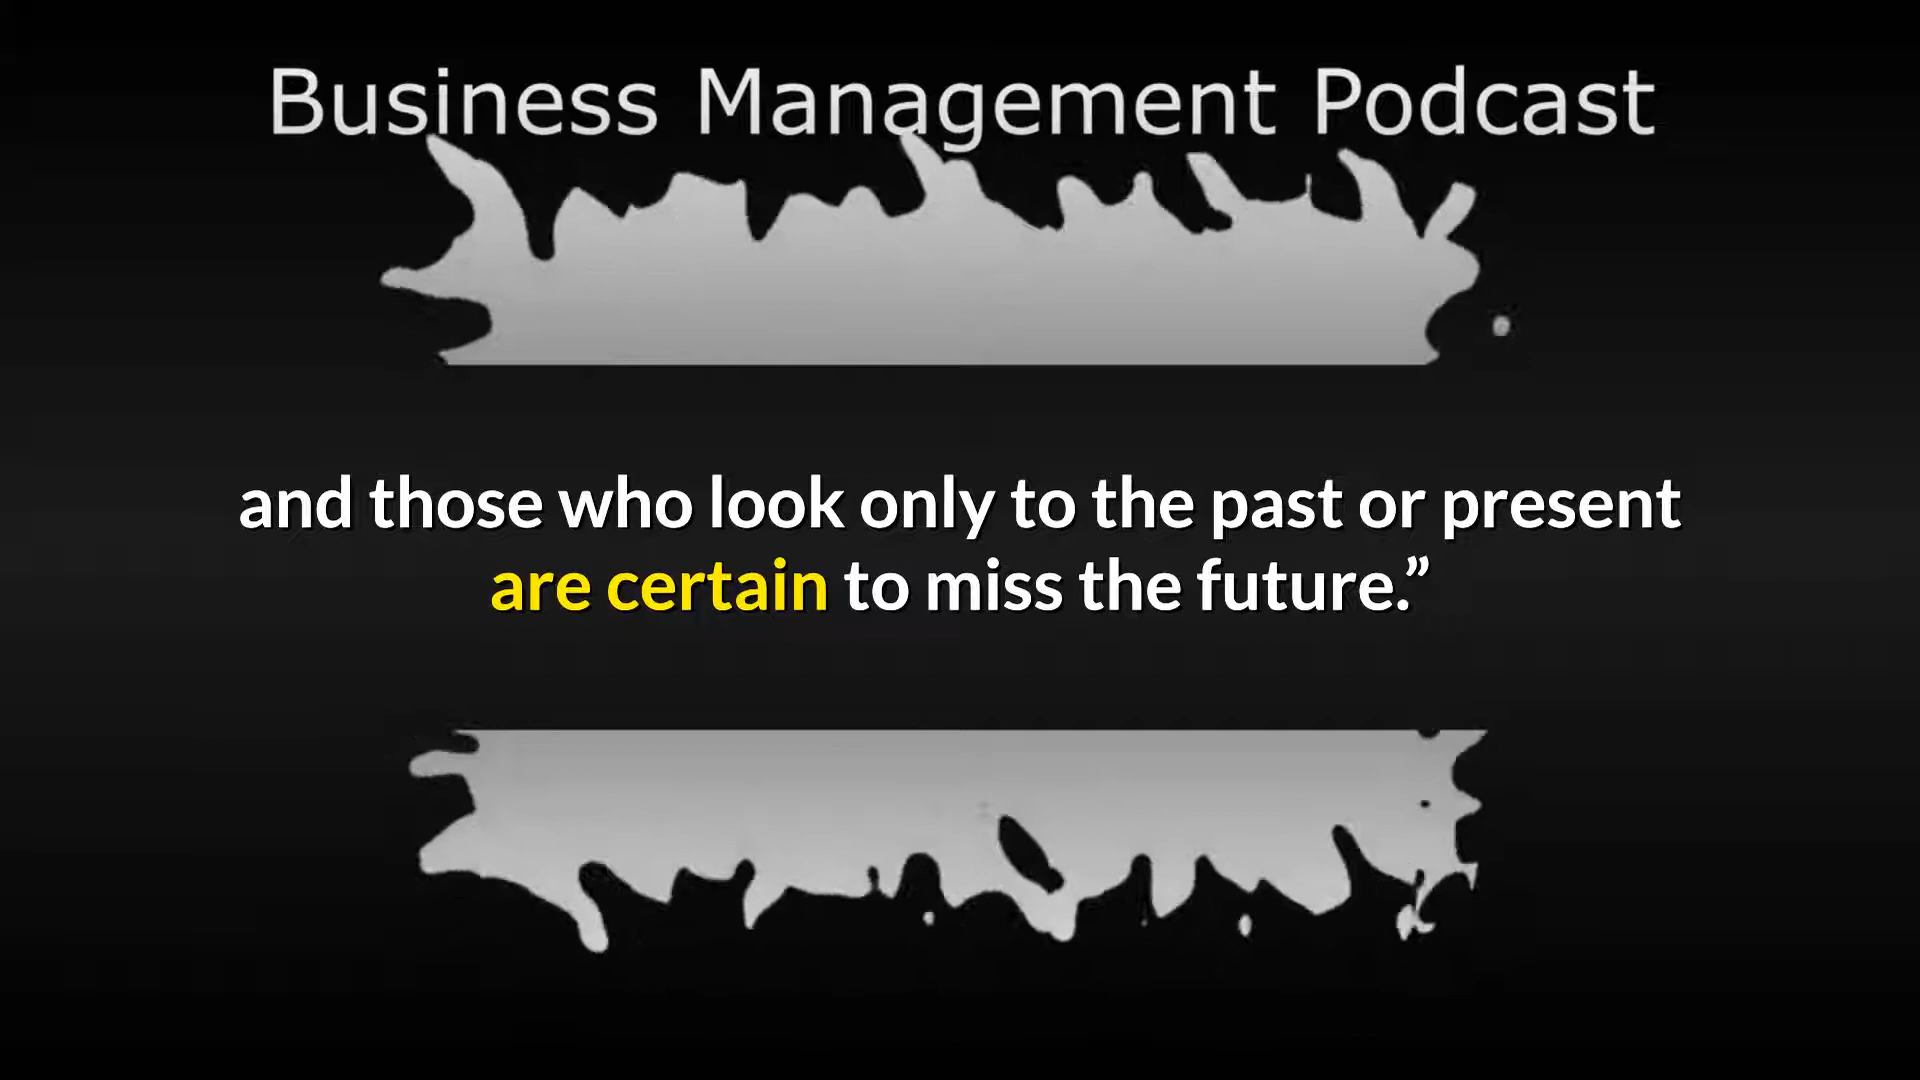 Business Management Podcast
and those who look only to the past or present
are certain to miss the future.”